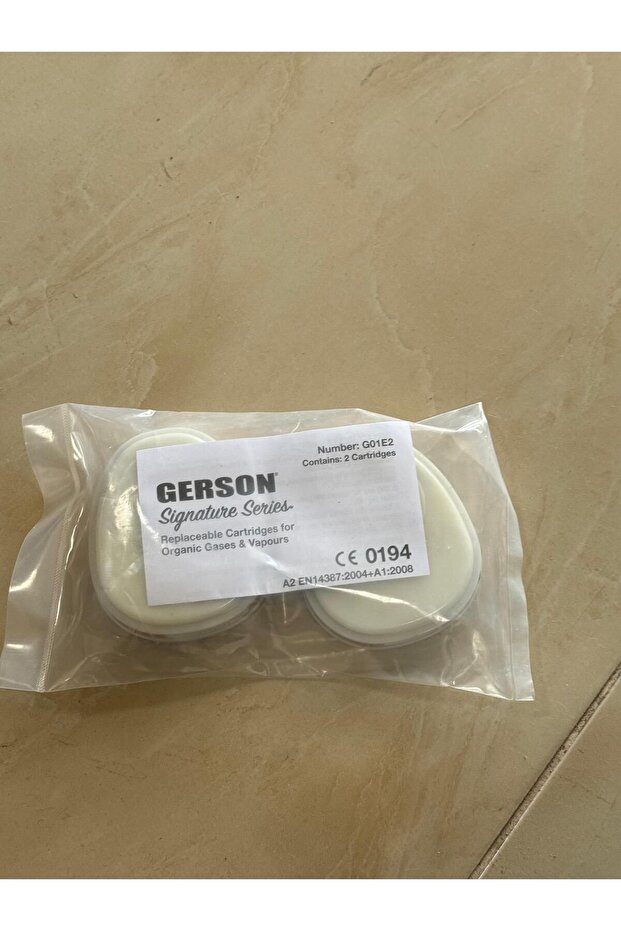 Number: G01E2
Contains: 2 Cartridges
GERSON®
Signature Series™
Replaceable Cartridges for
Organic Gases & Vapours
CE 0194
A2 EN14387:2004+A1:2008